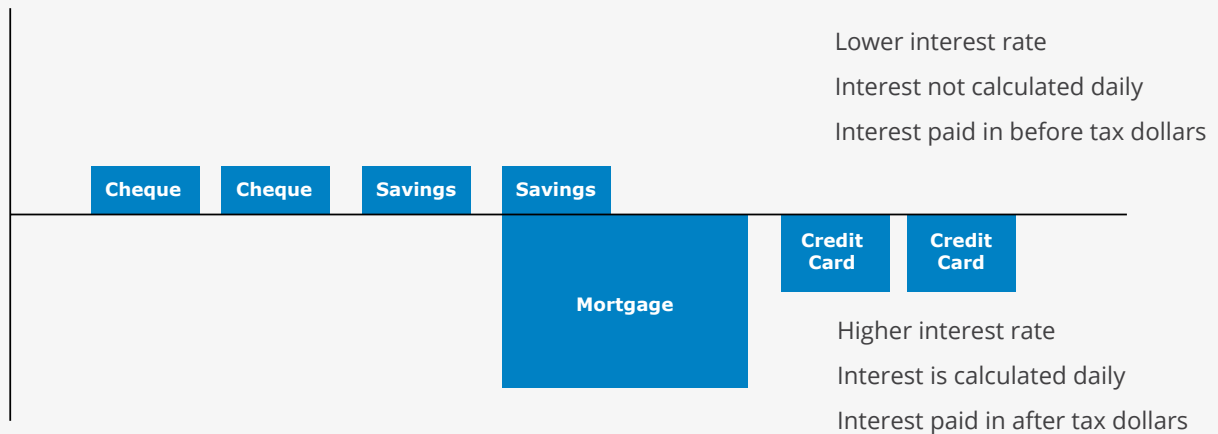 Lower interest rate
Interest not calculated daily
Interest paid in before tax dollars
Cheque
Cheque
Savings
Savings
Credit
Card
Credit
Card
Mortgage
Higher interest rate
Interest is calculated daily
Interest paid in after tax dollars